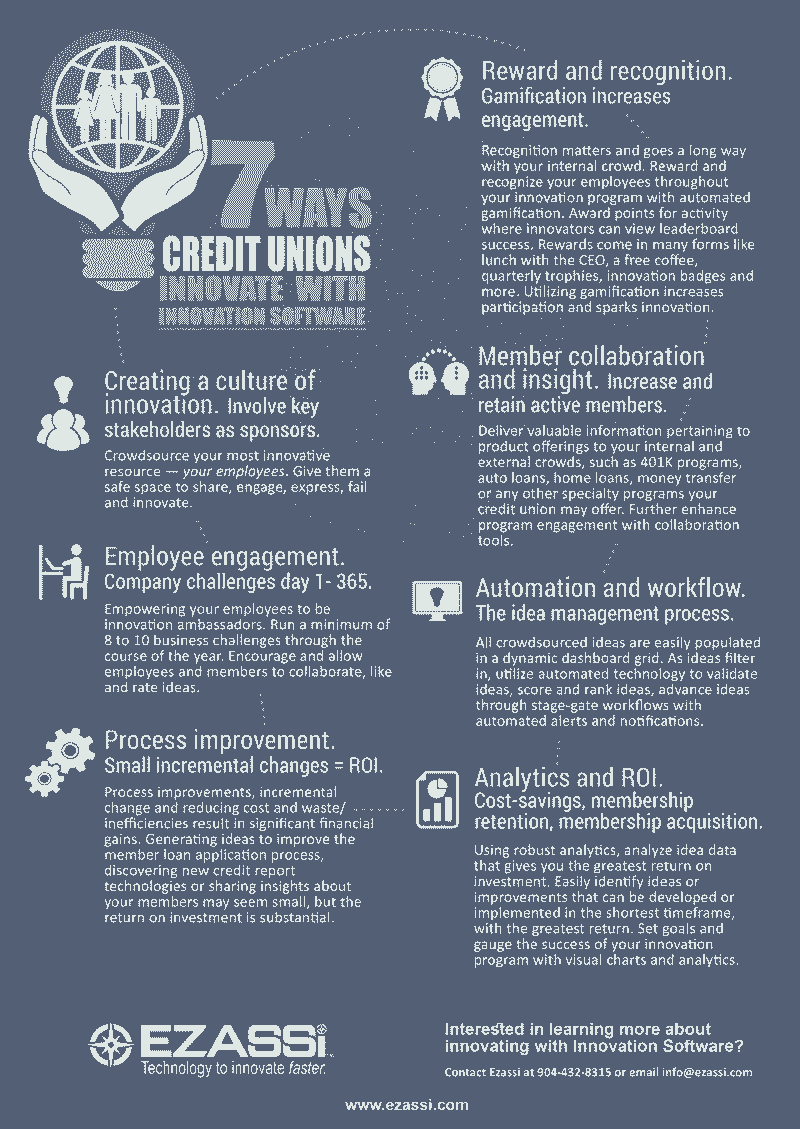 7 WAYS
CREDIT UNIONS
INNOVATE WITH
INNOVATION SOFTWARE
Creating a culture of
innovation. Involve key
stakeholders as sponsors.
Crowdsource your most innovative
resource — your employees. Give them a
safe space to share, engage, express, fail
and innovate.
Employee engagement.
Company challenges day 1- 365.
Empowering your employees to be
innovation ambassadors. Run a minimum of
8 to 10 business challenges through the
course of the year. Encourage and allow
employees and members to collaborate, like
and rate ideas.
Process improvement.
Small incremental changes = ROI.
Process improvements, incremental
change and reducing cost and waste/
inefficiencies result in significant financial
gains. Generating ideas to improve the
member loan application process,
discovering new credit report
technologies or sharing insights about
your members may seem small, but the
return on investment is substantial.
Reward and recognition.
Gamification increases
engagement.
Recognition matters and goes a long way
with your internal crowd. Reward and
recognize your employees throughout
your innovation program with automated
gamification. Award points for activity
where innovators can view leaderboard
success. Rewards come in many forms like
lunch with the CEO, a free coffee,
quarterly trophies, innovation badges and
more. Utilizing gamification increases
participation and sparks innovation.
Member collaboration
and insight. Increase and
retain active members.
Deliver valuable information pertaining to
product offerings to your internal and
external crowds, such as 401K programs,
auto loans, home loans, money transfer
or any other specialty programs your
credit union may offer. Further enhance
program engagement with collaboration
tools.
Automation and workflow.
The idea management process.
All crowdsourced ideas are easily populated
in a dynamic dashboard grid. As ideas filter
in, utilize automated technology to validate
ideas, score and rank ideas, advance ideas
through stage-gate workflows with
automated alerts and notifications.
Analytics and ROI.
Cost-savings, membership
retention, membership acquisition.
Using robust analytics, analyze idea data
that gives you the greatest return on
investment. Easily identify ideas or
improvements that can be developed or
implemented in the shortest timeframe,
with the greatest return. Set goals and
gauge the success of your innovation
program with visual charts and analytics.
EZASSi
Technology to innovate faster.
Interested in learning more about
innovating with Innovation Software?
Contact Ezassi at 904-432-8315 or email info@ezassi.com
www.ezassi.com